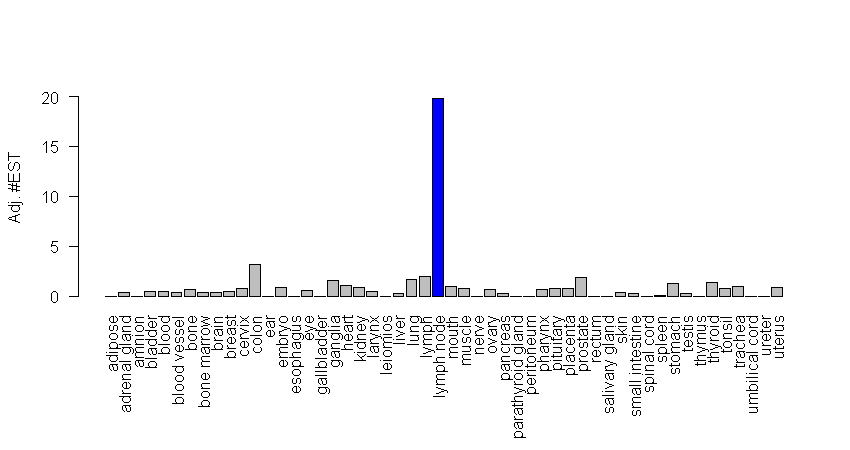 Adj. #EST
20
15
10
5
0
adipose
adrenal gland
amnion
bladder
blood
blood vessel
bone
bone marrow
brain
breast
cervix
colon
ear
embryo
esophagus
eye
gallbladder
ganglia
heart
kidney
larynx
leiomios
liver
lung
lymph
lymph node
mouth
muscle
nerve
ovary
pancreas
parathyroid gland
peritoneum
pharynx
pituitary
placenta
prostate
rectum
salivary gland
skin
small intestine
spinal cord
spleen
stomach
testis
thymus
thyroid
tonsil
trachea
umbilical cord
ureter
uterus